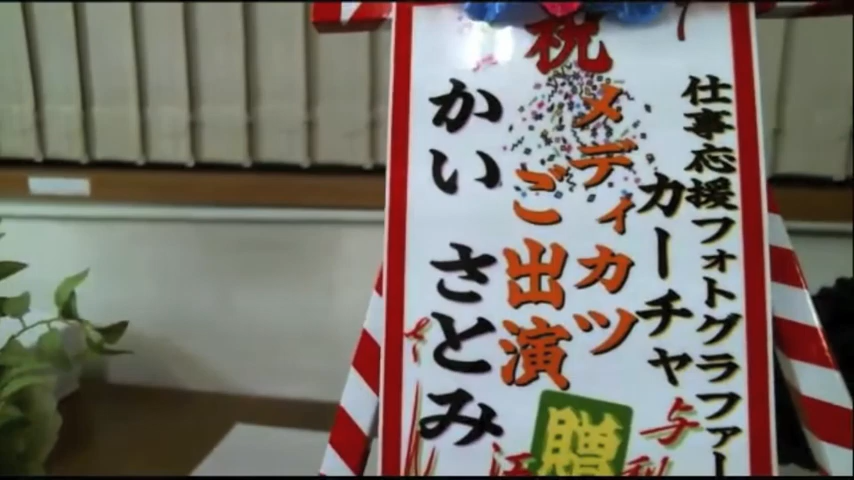 祝
仕事応援フォトグラファー
カーチャ
メディカツ
ご出演
かい さとみ
贈
与